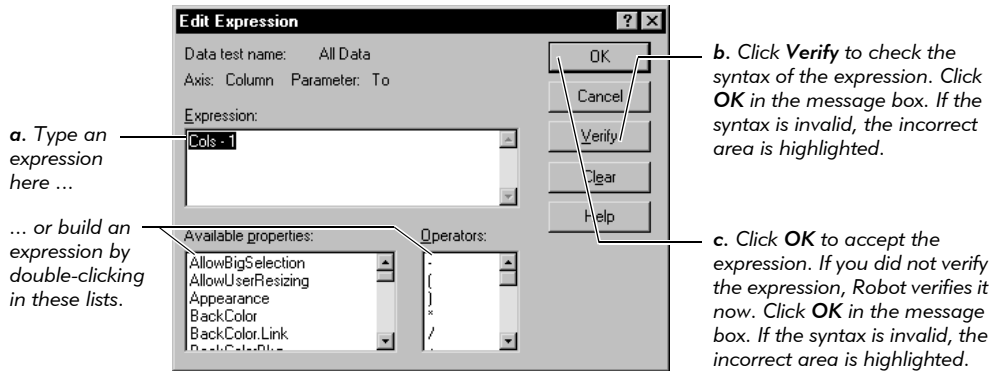 Edit Expression
Data test name: All Data
Axis: Column Parameter: To
Expression:
Cols - 1
Available properties:
AllowBigSelection
AllowUserResizing
Appearance
BackColor
BackColor.Link
BackColorBkg
Operators:
-
(
)
*
/
OK
Cancel
Verify
Clear
Help
a. Type an
expression
here ...
... or build an
expression by
double-clicking
in these lists.
b. Click Verify to check the
syntax of the expression. Click
OK in the message box. If the
syntax is invalid, the incorrect
area is highlighted.
c. Click OK to accept the
expression. If you did not verify
the expression, Robot verifies it
now. Click OK in the message
box. If the syntax is invalid, the
incorrect area is highlighted.